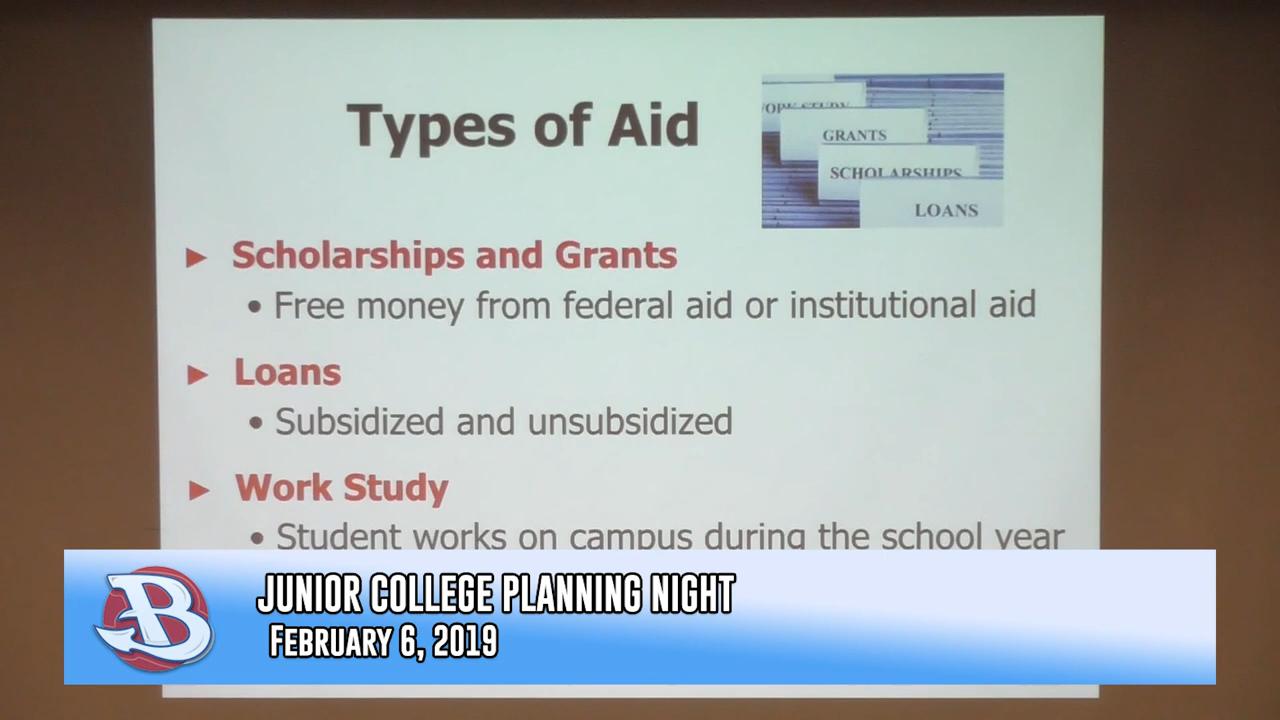 Types of Aid
WORK STUDY
GRANTS
SCHOLARSHIPS
LOANS
► Scholarships and Grants
• Free money from federal aid or institutional aid
► Loans
• Subsidized and unsubsidized
► Work Study
• Student works on campus during the school year
B
JUNIOR COLLEGE PLANNING NIGHT
FEBRUARY 6, 2019